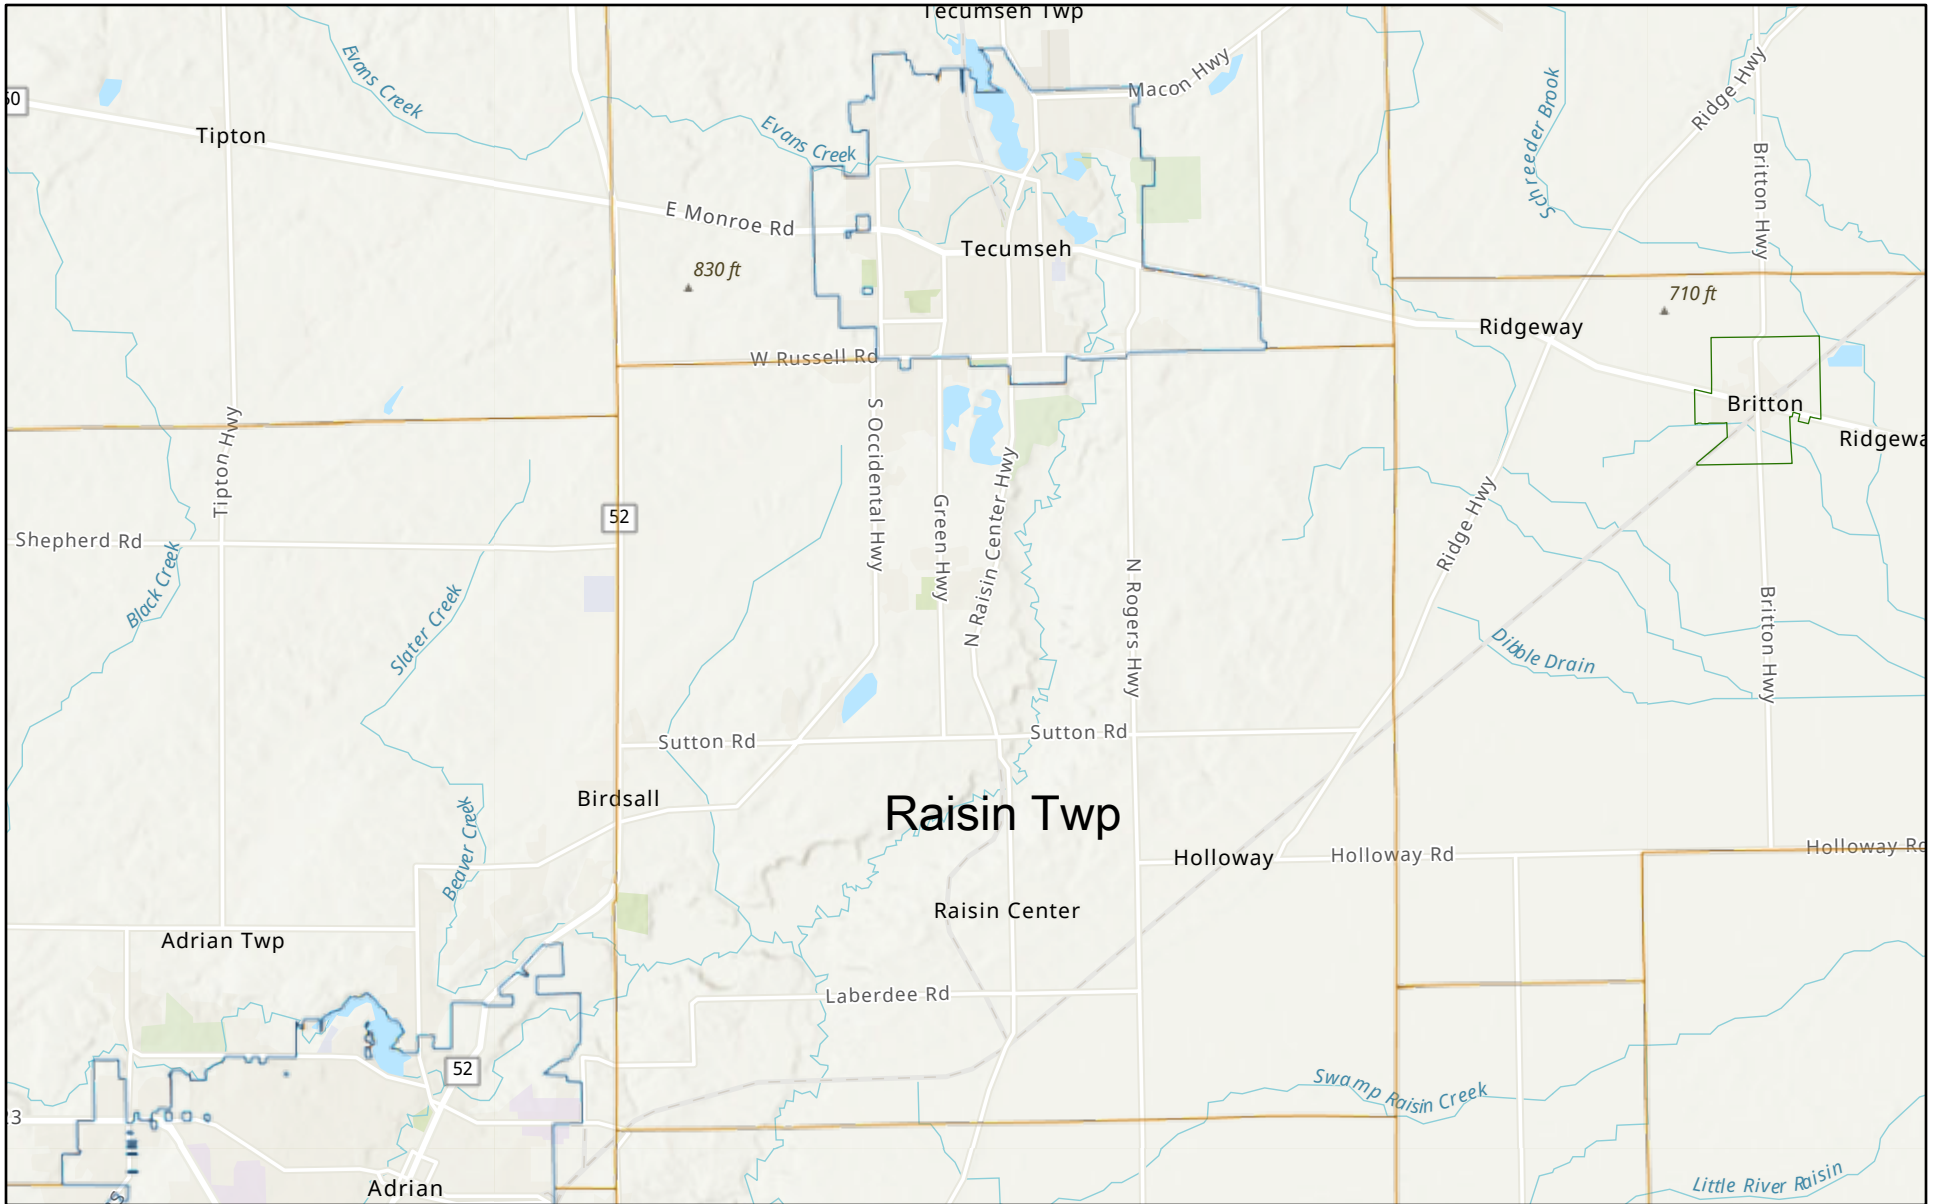 Tecumseh Twp
Evans Creek
Macon Hwy
Ridge Hwy
Schreeder Brook
50
Tipton
Evans Creek
Britton Hwy
E Monroe Rd
Tecumseh
830 ft
710 ft
Ridgeway
W Russell Rd
Britton
Ridgewa
Tipton Hwy
S Occidental Hwy
Green Hwy
N Raisin Center Hwy
Ridge Hwy
52
Shepherd Rd
Black Creek
Slater Creek
N Rogers Hwy
Britton Hwy
Dibble Drain
Sutton Rd
Sutton Rd
Birdsall
Raisin Twp
Beaver Creek
Holloway
Holloway Rd
Holloway Rd
Raisin Center
Adrian Twp
Laberdee Rd
52
Swamp Raisin Creek
23
Adrian
S
Little River Raisin